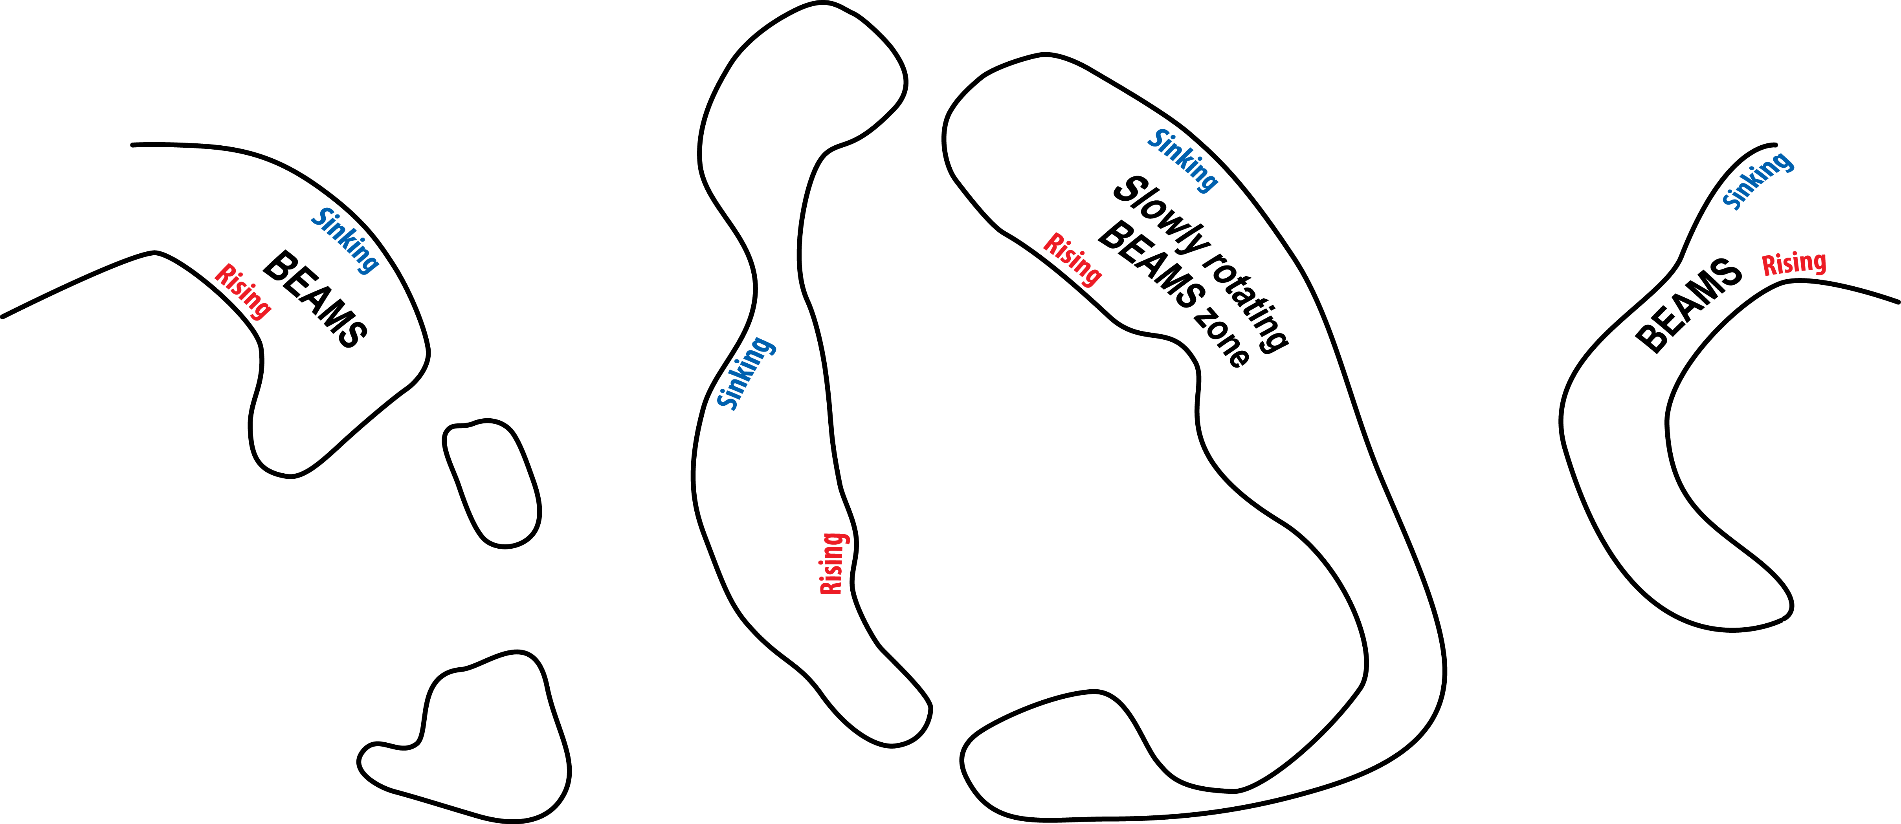 Sinking
BEAMS
Rising
Sinking
Rising
Sinking
Slowly rotating
BEAMS zone
Rising
Sinking
Rising
BEAMS